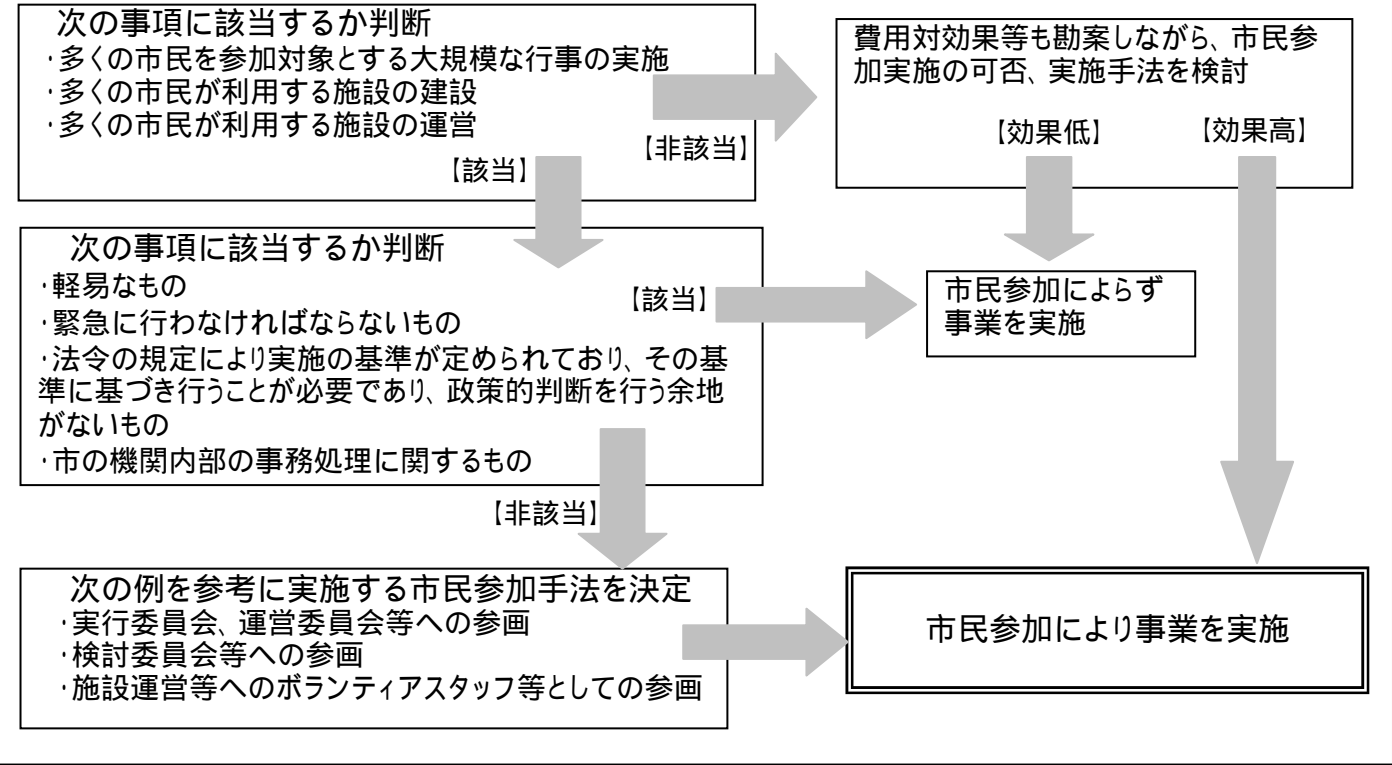 次の事項に該当するか判断
・多くの市民を参加対象とする大規模な行事の実施
・多くの市民が利用する施設の建設
・多くの市民が利用する施設の運営
【非該当】
【該当】
費用対効果等も勘案しながら、市民参
加実施の可否、実施手法を検討
【効果低】
【効果高】
次の事項に該当するか判断
・軽易なもの
【該当】
・緊急に行わなければならないもの
・法令の規定により実施の基準が定められており、その基
準に基づき行うことが必要であり、政策的判断を行う余地
がないもの
・市の機関内部の事務処理に関するもの
【非該当】
市民参加によらず
事業を実施
次の例を参考に実施する市民参加手法を決定
・実行委員会、運営委員会等への参画
・検討委員会等への参画
・施設運営等へのボランティアスタッフ等としての参画
市民参加により事業を実施